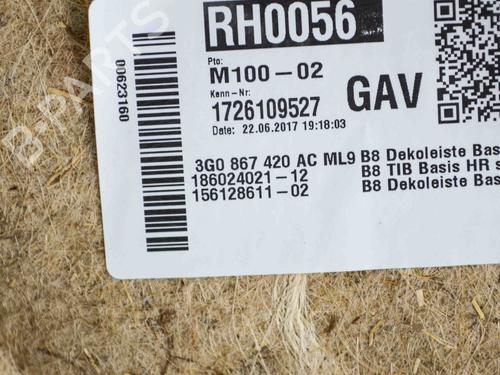 RH0056
Pto:
M100-02
Kenn-Nr:
1726109527
GAV
Date: 22.06.2017 19:18:03
00623160
3G0 867 420 AC ML9 B8 Dekoleiste Bas
186024021-12 B8 TIB Basis HR s
156128611-02 B8 Dekoleiste Bas
B-PARTS